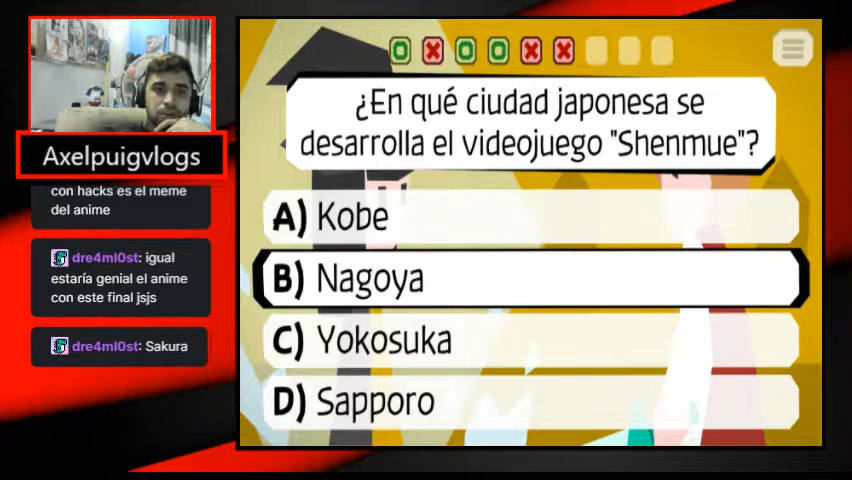 Axelpuigvlogs
con hacks es el meme
del anime
dre4ml0st: igual
estaría genial el anime
con este final jsjs
dre4ml0st: Sakura
¿En qué ciudad japonesa se
desarrolla el videojuego "Shenmue"?
A) Kobe
B) Nagoya
C) Yokosuka
D) Sapporo